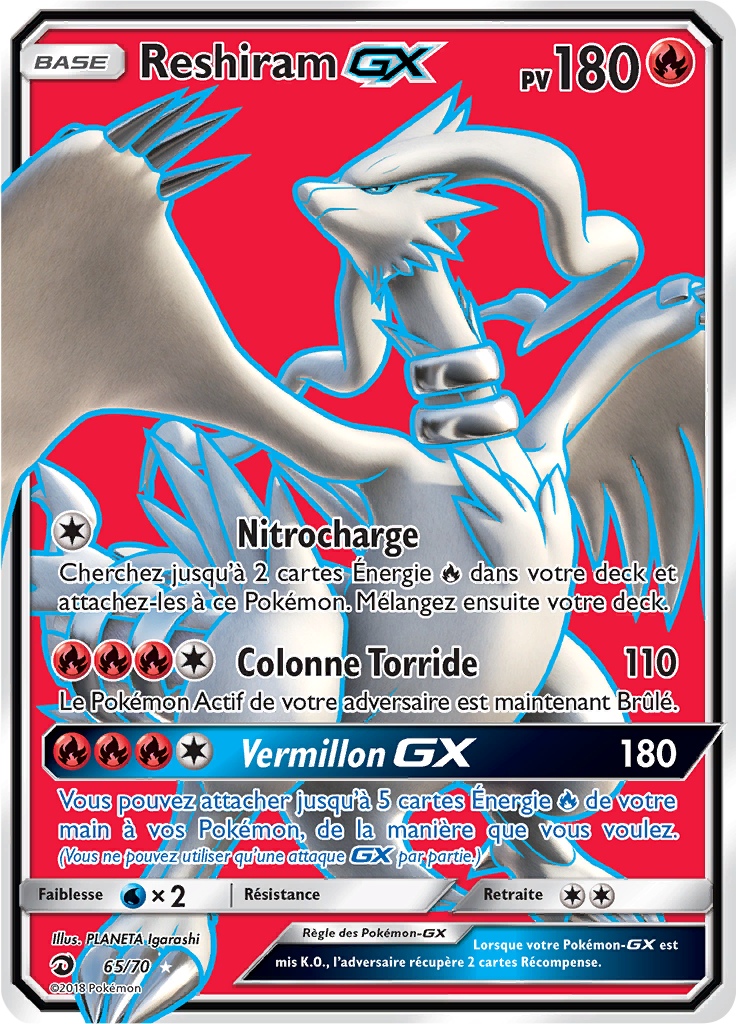 BASE Reshiram GX PV 180
Nitrocharge
Cherchez jusqu'à 2 cartes Énergie dans votre deck et
attachez-les à ce Pokémon. Mélangez ensuite votre deck.
Colonne Torride 110
Le Pokémon Actif de votre adversaire est maintenant Brûlé.
Vermillon GX 180
Vous pouvez attacher jusqu'à 5 cartes Énergie de votre
main à vos Pokémon, de la manière que vous voulez.
(Vous ne pouvez utiliser qu'une attaque GX par partie.)
Faiblesse ×2 Résistance Retraite
Illus. PLANETA Igarashi
65/70
©2018 Pokémon
Règle des Pokémon-GX
Lorsque votre Pokémon-GX est
mis K.O., l'adversaire récupère 2 cartes Récompense.